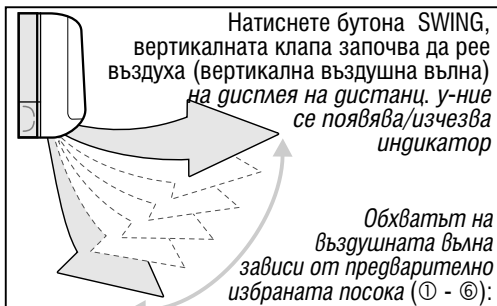 Натиснете бутона SWING,
вертикалната клапа започва да рее
въздуха (вертикална въздушна вълна)
на дисплея на дистанц. у-ние
се появява/изчезва
индикатор
Обхватът на
въздушната вълна
зависи от предварително
избраната посока (① - ⑥):